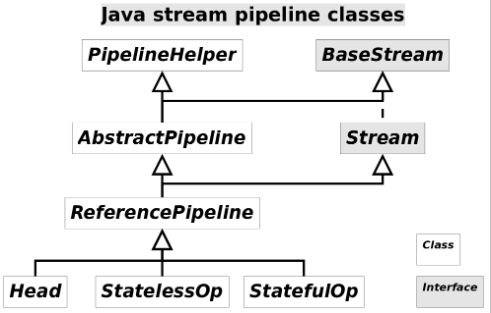 Java stream pipeline classes
PipelineHelper
BaseStream
AbstractPipeline
Stream
ReferencePipeline
Class
Head
StatelessOp
StatefulOp
Interface